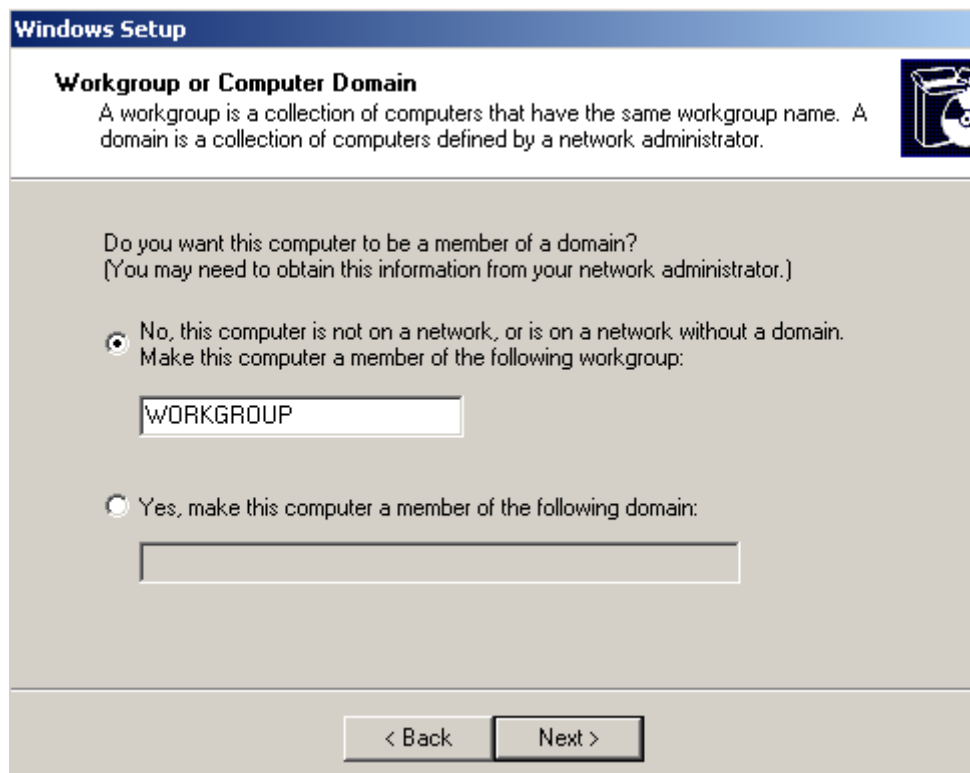 Windows Setup
Workgroup or Computer Domain
A workgroup is a collection of computers that have the same workgroup name. A
domain is a collection of computers defined by a network administrator.
Do you want this computer to be a member of a domain?
(You may need to obtain this information from your network administrator.)
No, this computer is not on a network, or is on a network without a domain.
Make this computer a member of the following workgroup:
WORKGROUP
Yes, make this computer a member of the following domain:
< Back
Next >